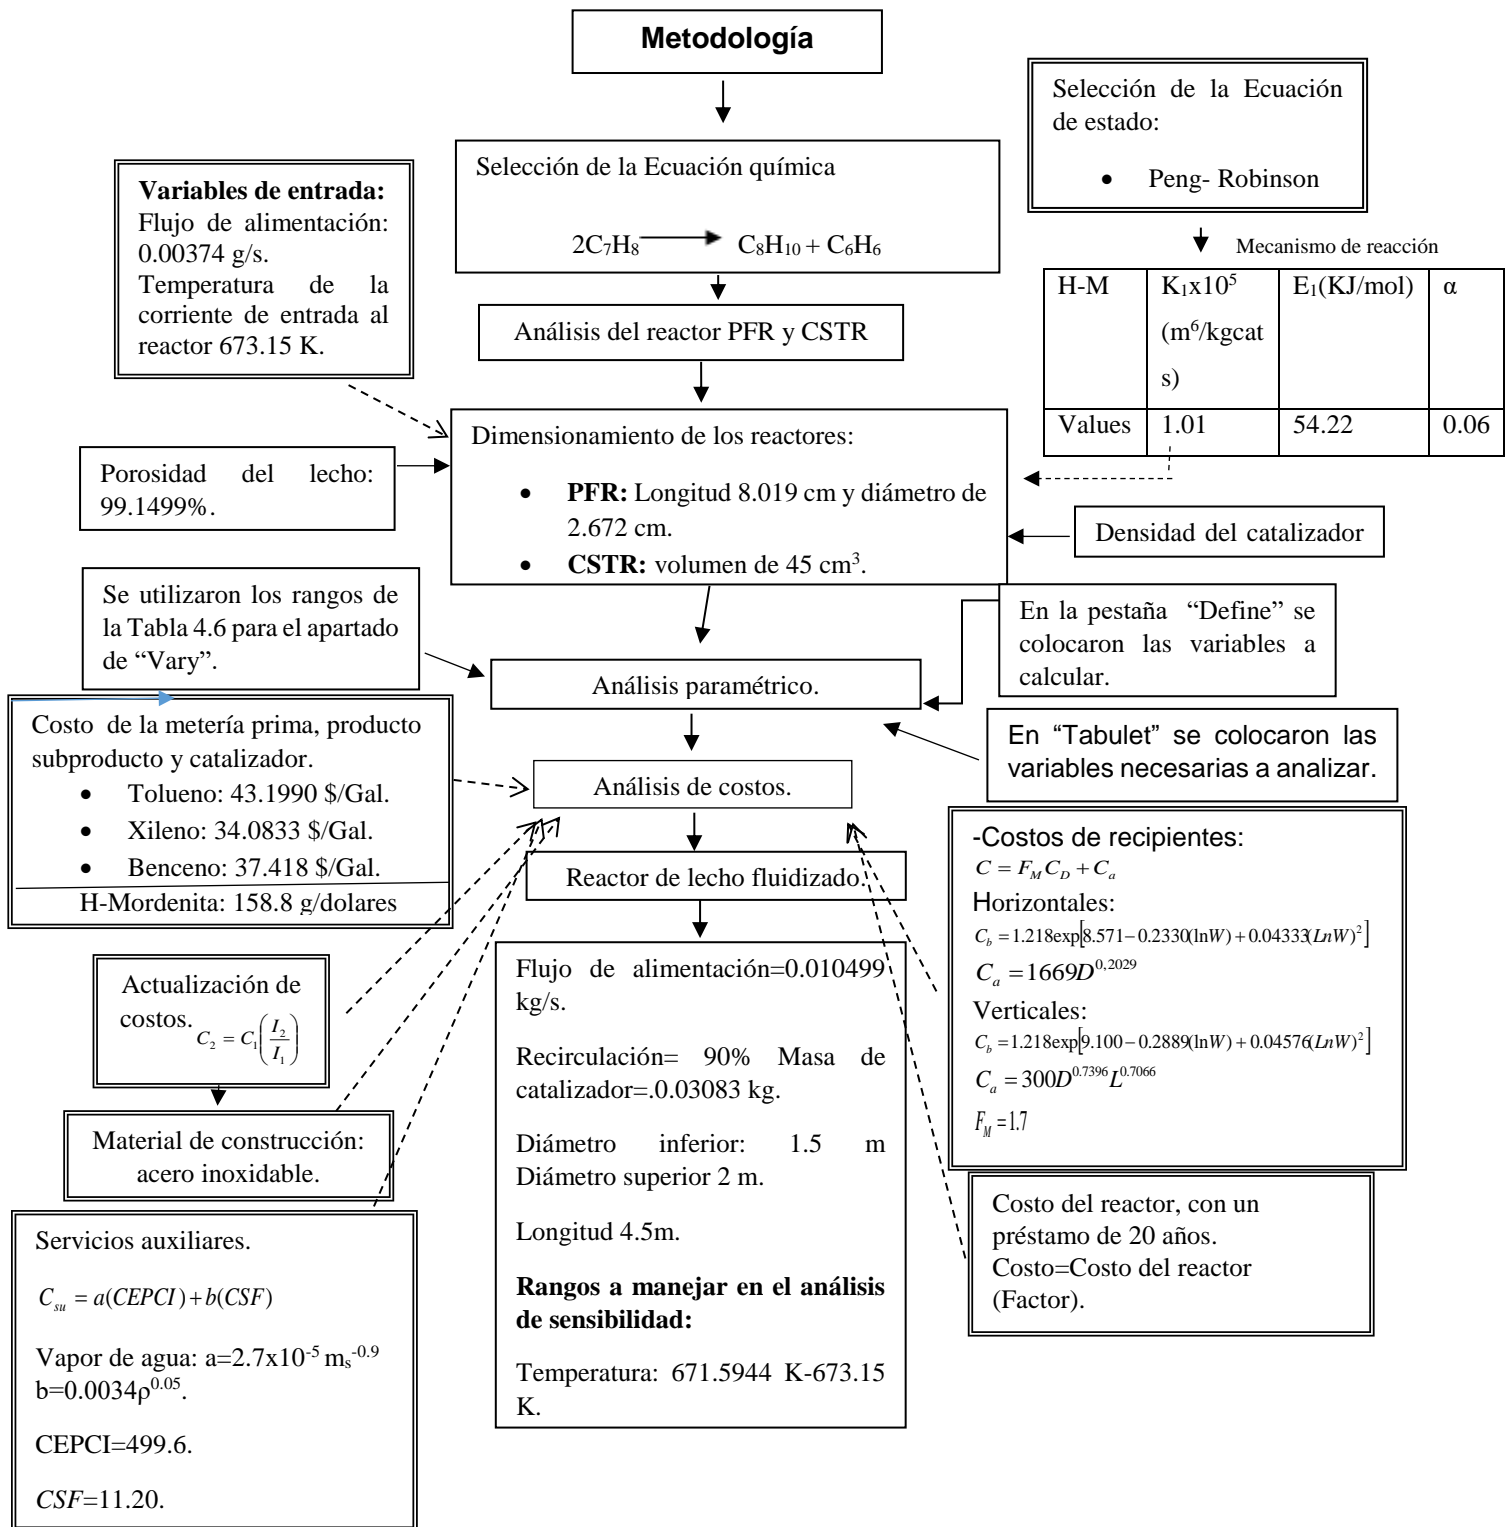 Metodología
Selección de la Ecuación
de estado:
• Peng- Robinson
Selección de la Ecuación química
2C₇H₈ ⟶ C₈H₁₀ + C₆H₆
Variables de entrada:
Flujo de alimentación:
0.00374 g/s.
Temperatura de la
corriente de entrada al
reactor 673.15 K.
Mecanismo de reacción
H-M K₁x10⁵ E₁(KJ/mol) α
(m⁶/kgcat
s)
Values 1.01 54.22 0.06
Análisis del reactor PFR y CSTR
Dimensionamiento de los reactores:
• PFR: Longitud 8.019 cm y diámetro de
2.672 cm.
• CSTR: volumen de 45 cm³.
Porosidad del lecho:
99.1499%.
Densidad del catalizador
Se utilizaron los rangos de
la Tabla 4.6 para el apartado
de “Vary”.
En la pestaña “Define” se
colocaron las variables a
calcular.
Análisis paramétrico.
En “Tabulet” se colocaron las
variables necesarias a analizar.
Costo de la metería prima, producto
subproducto y catalizador.
• Tolueno: 43.1990 $/Gal.
• Xileno: 34.0833 $/Gal.
• Benceno: 37.418 $/Gal.
H-Mordenita: 158.8 g/dolares
Análisis de costos.
-Costos de recipientes:
C = F_M C_D + C_a
Horizontales:
C_b = 1.218exp[8.571−0.2330(lnW)+0.04333(LnW)²]
C_a = 1669D^0,2029
Verticales:
C_b = 1.218exp[9.100−0.2889(lnW)+0.04576(LnW)²]
C_a = 300D^0.7396 L^0.7066
F_M = 1.7
Reactor de lecho fluidizado.
Actualización de
costos. C₂ = C₁(I₂/I₁)
Material de construcción:
acero inoxidable.
Flujo de alimentación=0.010499
kg/s.
Recirculación= 90% Masa de
catalizador=.0.03083 kg.
Diámetro inferior: 1.5 m
Diámetro superior 2 m.
Longitud 4.5m.
Rangos a manejar en el análisis
de sensibilidad:
Temperatura: 671.5944 K-673.15
K.
Costo del reactor, con un
préstamo de 20 años.
Costo=Costo del reactor
(Factor).
Servicios auxiliares.
C_su = a(CEPCI)+b(CSF)
Vapor de agua: a=2.7x10⁻⁵ mₛ^-0.9
b=0.0034ρ^0.05.
CEPCI=499.6.
CSF=11.20.